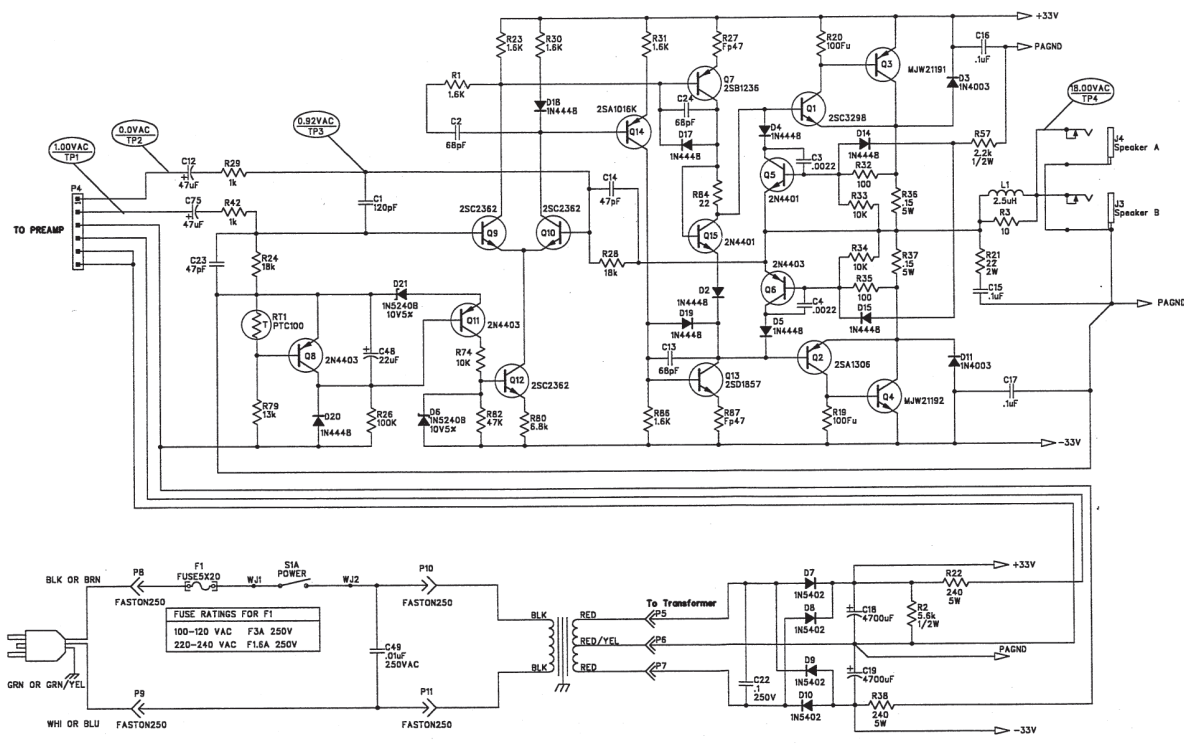 +33V
R23
1.6K
R30
1.6K
R31
1.6K
R27
Fp47
R20
100Fu
C16
.1uF
PAGND
Q3
MJW21191
D3
1N4003
Q7
2SB1236
R1
1.6K
C24
68pF
Q1
2SC3298
18.00VAC
TP4
D18
1N4448
2SA1016K
Q14
C2
68pF
D17
1N4448
D4
1N4448
D14
1N4448
R57
2.2k
1/2W
J4
Speaker A
0.92VAC
TP3
0.0VAC
TP2
1.00VAC
TP1
C3
.0022
C12
47uF
R29
1k
C14
47pF
R84
22
Q5
2N4401
R32
100
R33
10K
R36
.15
5W
L1
2.5uH
R3
10
J3
Speaker B
P4
C75
47uF
R42
1k
C1
120pF
2SC2362
Q9
2SC2362
Q10
Q15
2N4401
TO PREAMP
C23
47pF
R24
18k
R28
18k
2N4403
Q6
R34
10K
R35
100
R37
.15
5W
R21
22
2W
C15
.1uF
D21
1N5240B
10V5%
D2
1N4448
C4
.0022
D15
1N4448
PAGND
RT1
PTC100
T
Q11
2N4403
D19
1N4448
D5
1N4448
Q8
2N4403
C48
22uF
R74
10K
C13
68pF
Q2
2SA1306
D11
1N4003
Q12
2SC2362
Q13
2SD1857
Q4
MJW21192
C17
.1uF
R79
13k
D20
1N4448
R26
100K
D6
1N5240B
10V5%
R82
47K
R80
6.8k
R86
1.6K
R87
Fp47
R19
100Fu
-33V
BLK OR BRN
P8
FASTON250
F1
FUSE5X20
WJ1
S1A
POWER
WJ2
P10
FASTON250
FUSE RATINGS FOR F1
100-120 VAC F3A 250V
220-240 VAC F1.6A 250V
C49
.01uF
250VAC
BLK
BLK
RED
RED/YEL
RED
To Transformer
P5
P6
P7
D7
1N5402
D8
1N5402
D9
1N5402
D10
1N5402
C22
.1
250V
C18
4700uF
C19
4700uF
R2
5.6k
1/2W
R22
240
5W
R38
240
5W
+33V
PAGND
-33V
GRN OR GRN/YEL
WHI OR BLU
P9
FASTON250
P11
FASTON250